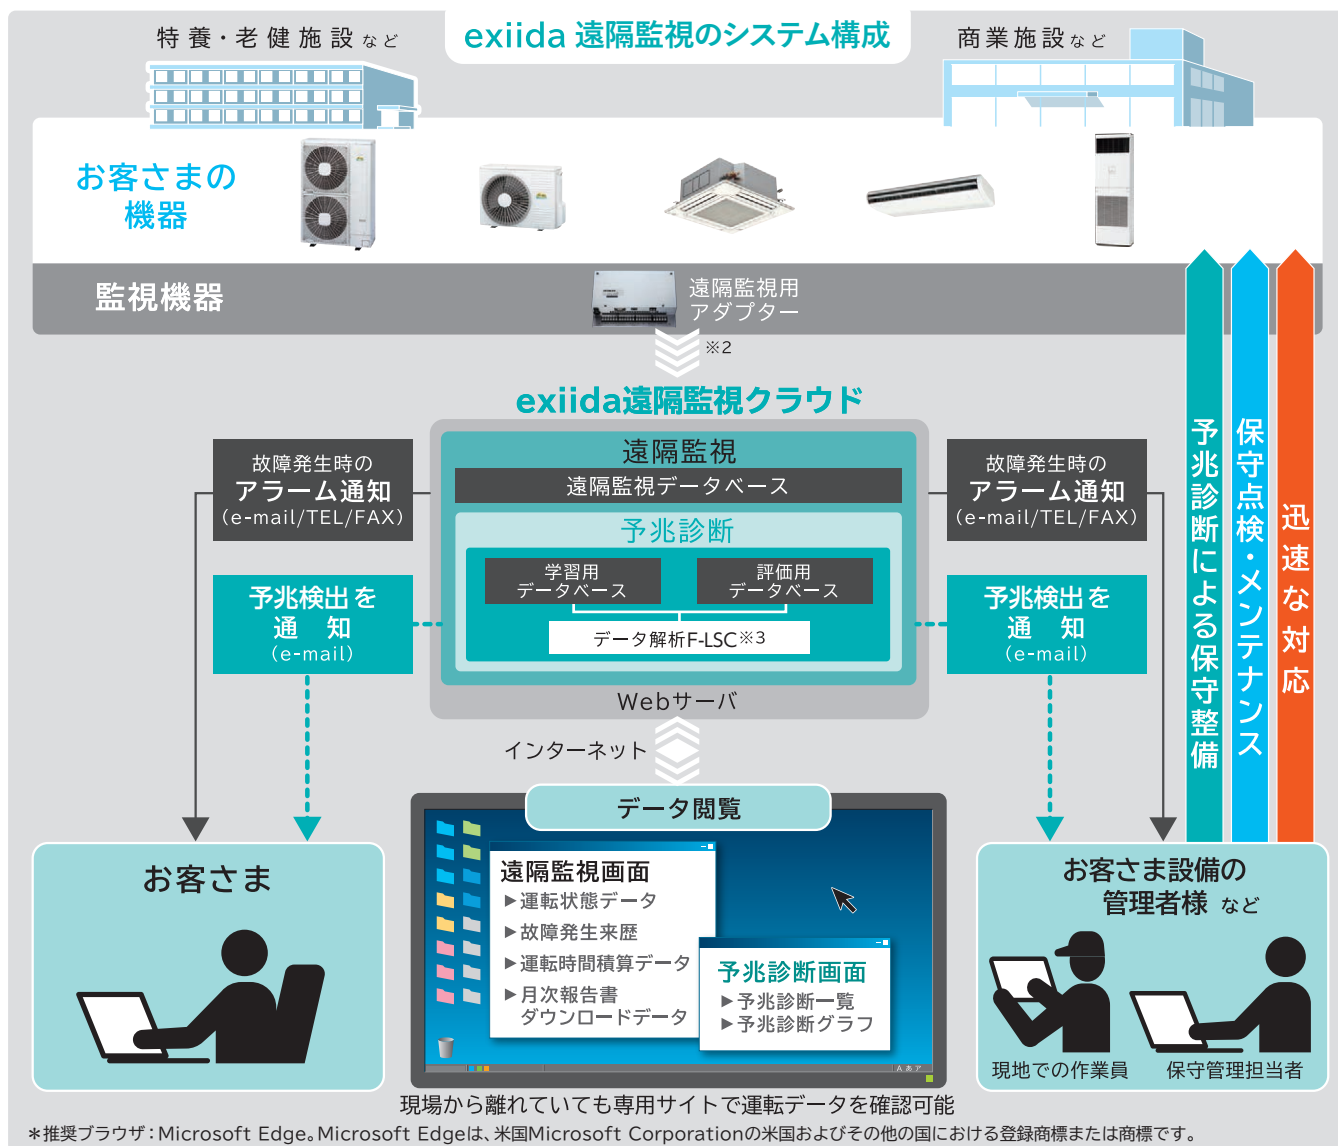 exiida 遠隔監視のシステム構成
特養・老健施設 など
商業施設 など
お客さまの
機器
監視機器
遠隔監視用
アダプター
※2
exiida遠隔監視クラウド
遠隔監視
遠隔監視データベース
予兆診断
学習用
データベース
評価用
データベース
データ解析F-LSC※3
Webサーバ
故障発生時の
アラーム通知
（e-mail/TEL/FAX）
予兆検出を
通 知
（e-mail）
故障発生時の
アラーム通知
（e-mail/TEL/FAX）
予兆検出を
通 知
（e-mail）
予兆診断による保守整備
保守点検・メンテナンス
迅速な対応
インターネット
データ閲覧
遠隔監視画面
▶運転状態データ
▶故障発生来歴
▶運転時間積算データ
▶月次報告書
ダウンロードデータ
予兆診断画面
▶予兆診断一覧
▶予兆診断グラフ
A あ ア
お客さま
お客さま設備の
管理者様 など
現地での作業員
保守管理担当者
現場から離れていても専用サイトで運転データを確認可能
＊推奨ブラウザ：Microsoft Edge。Microsoft Edgeは、米国Microsoft Corporationの米国およびその他の国における登録商標または商標です。